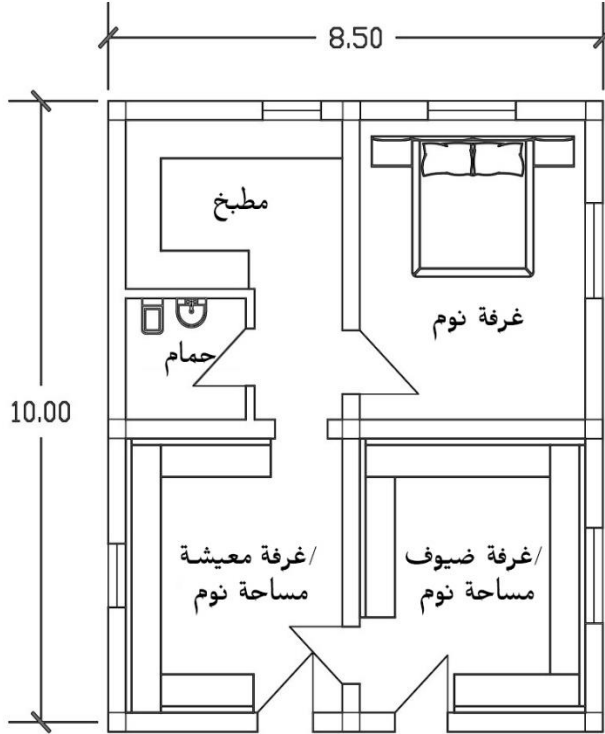 8.50
مطبخ
غرفة نوم
حمام
10.00
غرفة ضيوف/
مساحة نوم
غرفة معيشة/
مساحة نوم